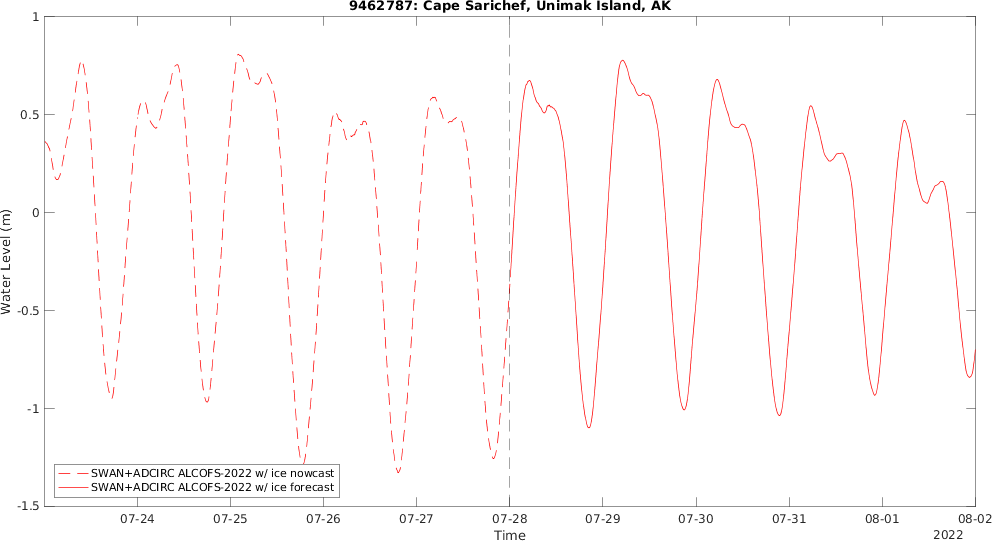 9462787: Cape Sarichef, Unimak Island, AK
1
0.5
0
-0.5
-1
-1.5
Water Level (m)
SWAN+ADCIRC ALCOFS-2022 w/ ice nowcast
SWAN+ADCIRC ALCOFS-2022 w/ ice forecast
07-24 07-25 07-26 07-27 07-28 07-29 07-30 07-31 08-01 08-02
Time
2022